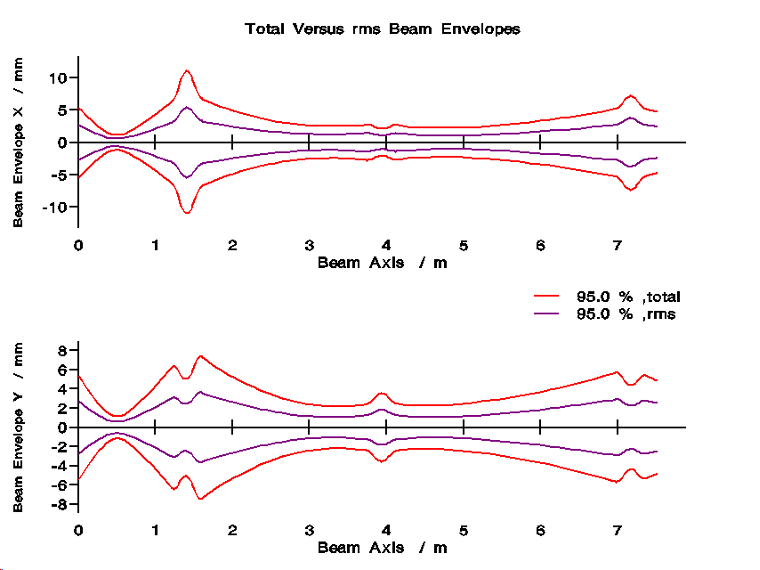 Total Versus rms Beam Envelopes
Beam Envelope X / mm
10
5
0
-5
-10
0 1 2 3 4 5 6 7
Beam Axis / m
95.0 % ,total
95.0 % ,rms
Beam Envelope Y / mm
8
6
4
2
0
-2
-4
-6
-8
0 1 2 3 4 5 6 7
Beam Axis / m